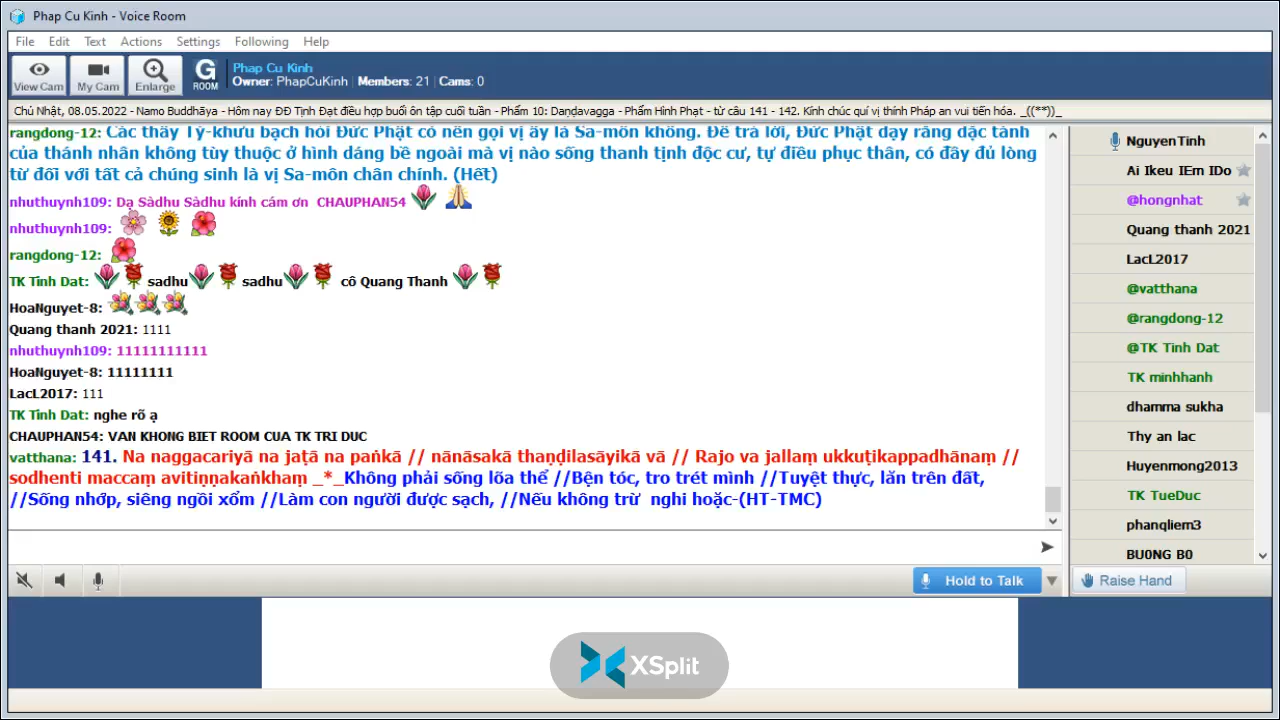 Phap Cu Kinh - Voice Room
File Edit Text Actions Settings Following Help
View Cam My Cam Enlarge G ROOM
Phap Cu Kinh
Owner: PhapCuKinh | Members: 21 | Cams: 0
Chủ Nhật, 08.05.2022 - Namo Buddhāya - Hôm nay ĐĐ Tịnh Đạt điều hợp buổi ôn tập cuối tuần - Phẩm 10: Daṇḍavagga - Phẩm Hình Phạt - từ câu 141 - 142. Kính chúc quí vị thính Pháp an vui tiến hóa. _((**))_
rangdong-12: Các thầy Tỳ-khưu bạch hỏi Đức Phật có nên gọi vị ấy là Sa-môn không. Để trả lời, Đức Phật dạy rằng đặc tánh
của thánh nhân không tùy thuộc ở hình dáng bề ngoài mà vị nào sống thanh tịnh độc cư, tự điều phục thân, có đầy đủ lòng
từ đối với tất cả chúng sinh là vị Sa-môn chân chính. (Hết)
nhuthuynh109: Dạ Sàdhu Sàdhu kính cám ơn CHAUPHAN54
nhuthuynh109:
rangdong-12:
TK Tinh Dat: sadhu sadhu cô Quang Thanh
HoaNguyet-8:
Quang thanh 2021: 1111
nhuthuynh109: 11111111111
HoaNguyet-8: 11111111
LacL2017: 111
TK Tinh Dat: nghe rõ ạ
CHAUPHAN54: VAN KHONG BIET ROOM CUA TK TRI DUC
vatthana: 141. Na naggacariyā na jaṭā na paṅkā // nānāsakā thaṇḍilasāyikā vā // Rajo va jallaṃ ukkuṭikappadhānaṃ //
sodhenti maccaṃ avitiṇṇakaṅkhaṃ _*_Không phải sống lõa thể //Bện tóc, tro trét mình //Tuyệt thực, lăn trên đất,
//Sống nhớp, siêng ngồi xổm //Làm con người được sạch, //Nếu không trừ nghi hoặc-(HT-TMC)
NguyenTinh
Ai Ikeu IEm IDo
@hongnhat
Quang thanh 2021
LacL2017
@vatthana
@rangdong-12
@TK Tinh Dat
TK minhhanh
dhamma sukha
Thy an lac
Huyenmong2013
TK TueDuc
phanqliem3
BU0NG B0
Hold to Talk
Raise Hand
XSplit